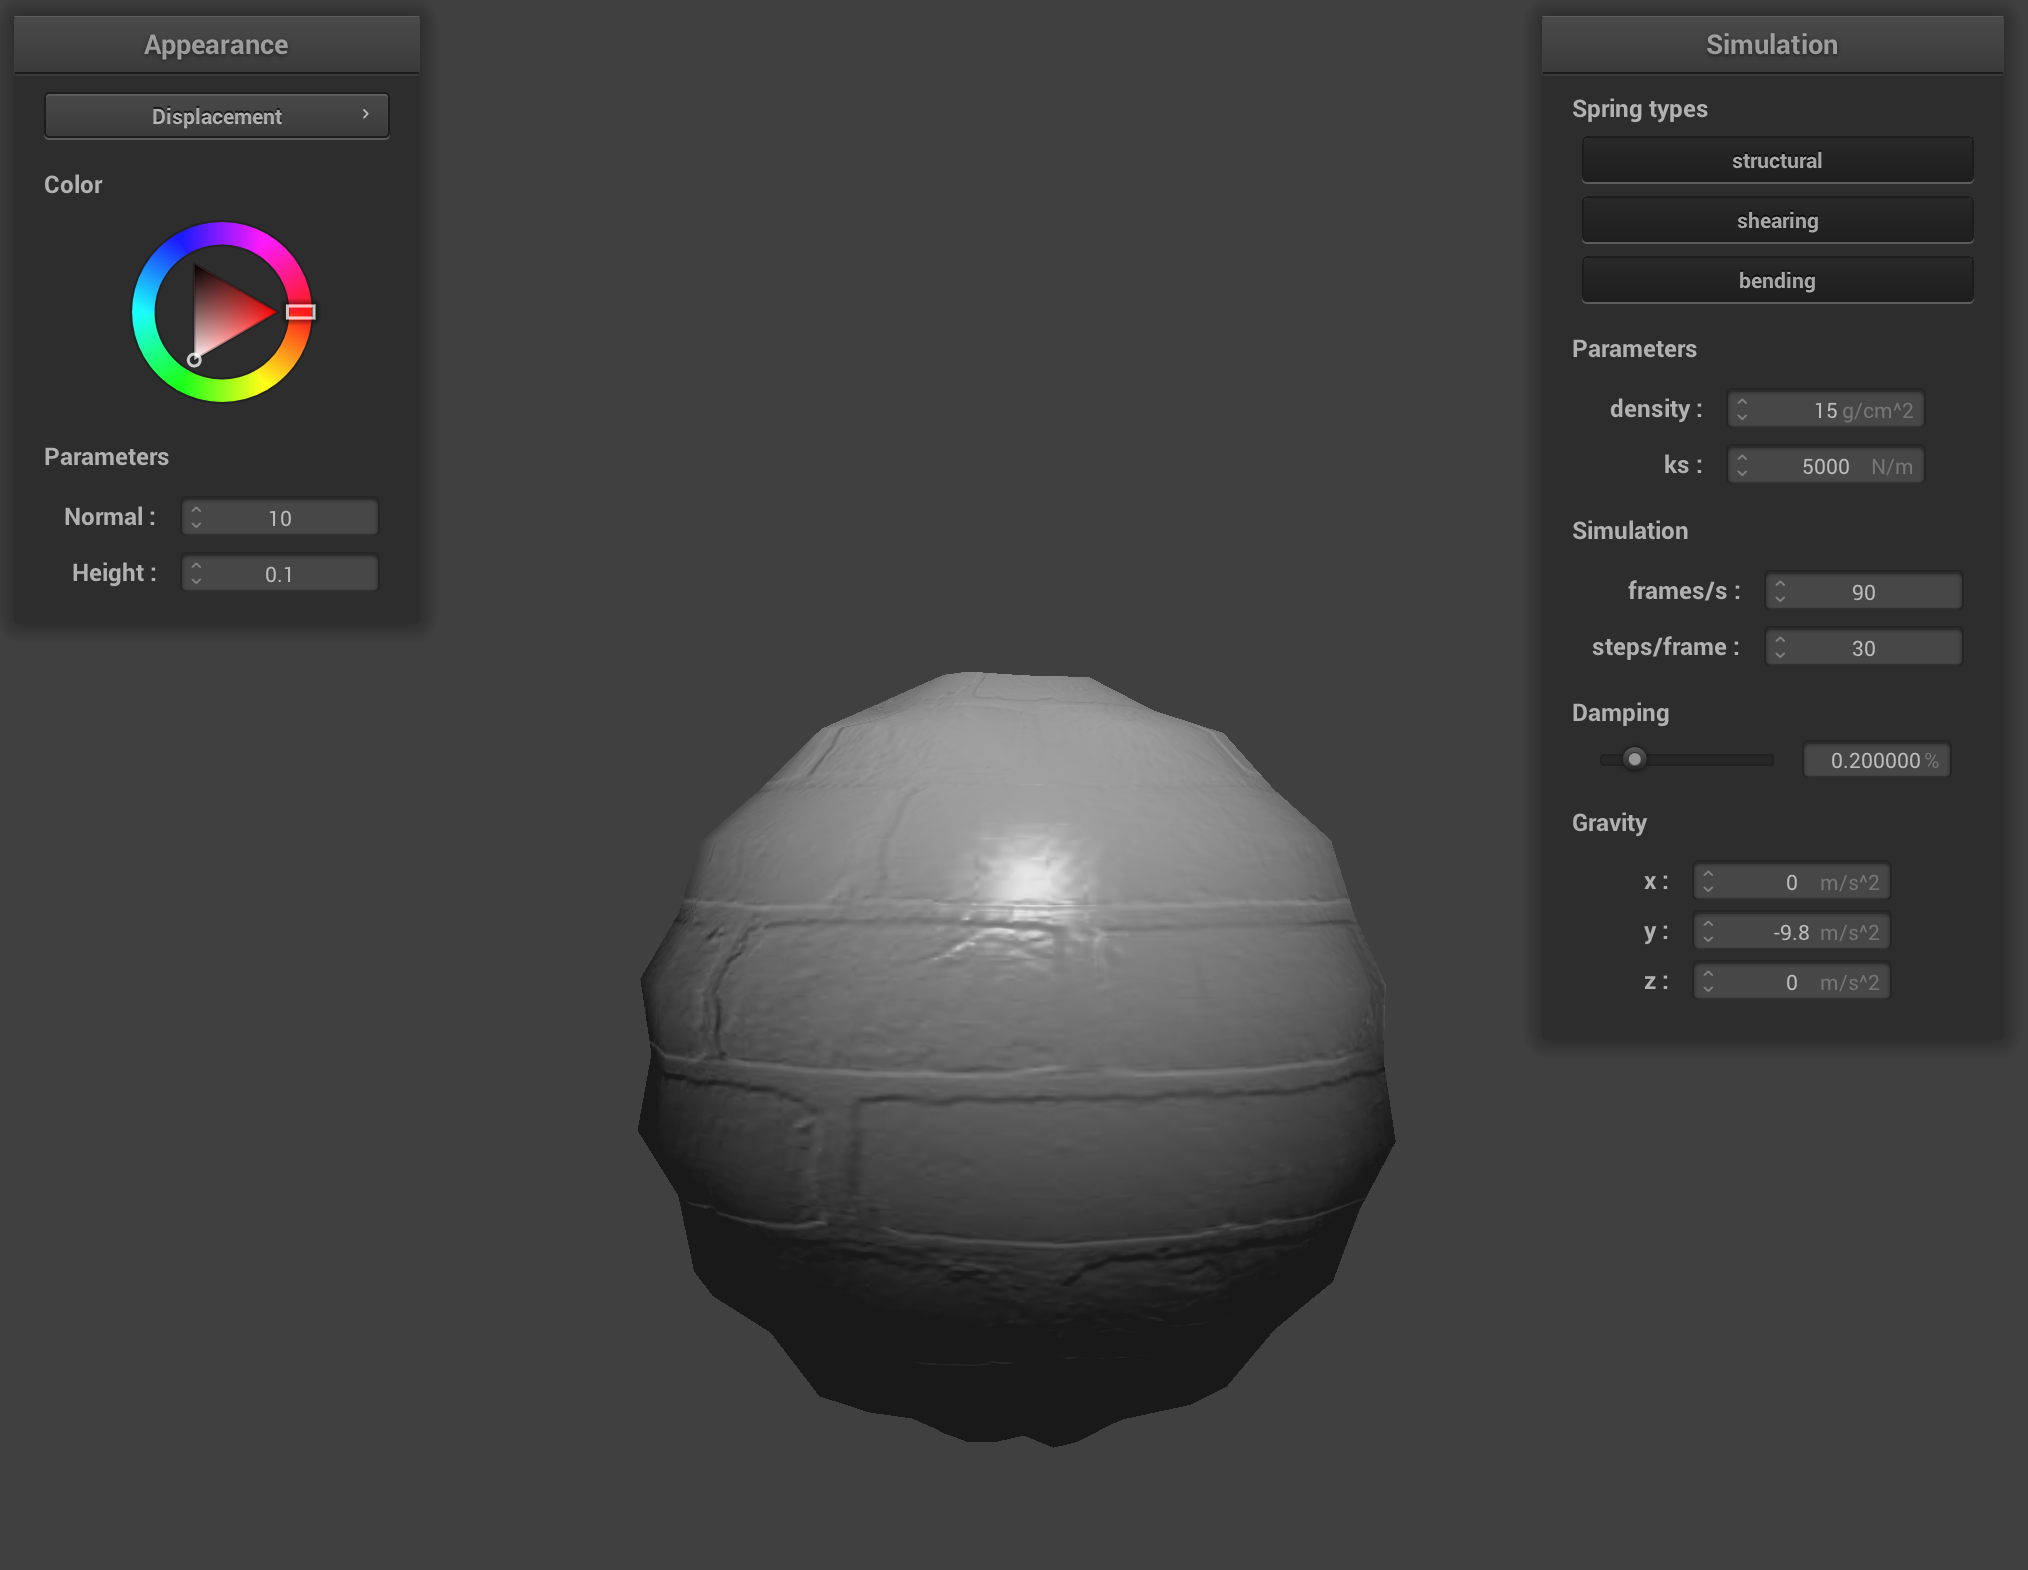 Appearance
Displacement
Color
Parameters
Normal : 10
Height : 0.1
Simulation
Spring types
structural
shearing
bending
Parameters
density : 15 g/cm^2
ks : 5000 N/m
Simulation
frames/s : 90
steps/frame : 30
Damping
0.200000 %
Gravity
x : 0 m/s^2
y : -9.8 m/s^2
z : 0 m/s^2